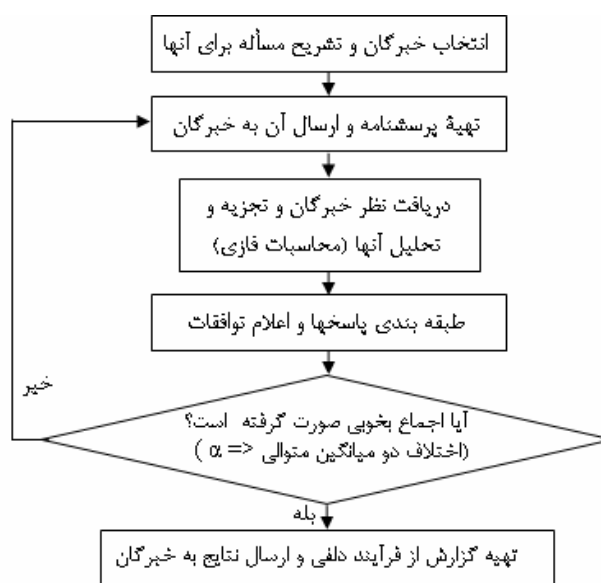 انتخاب خبرگان و تشریح مسأله برای آنها
تهیۀ پرسشنامه و ارسال آن به خبرگان
دریافت نظر خبرگان و تجزیه و
تحلیل آنها (محاسبات فازی)
طبقه بندی پاسخها و اعلام توافقات
خیر
آیا اجماع بخوبی صورت گرفته است؟
(اختلاف دو میانگین متوالی <= α )
بله
تهیه گزارش از فرآیند دلفی و ارسال نتایج به خبرگان